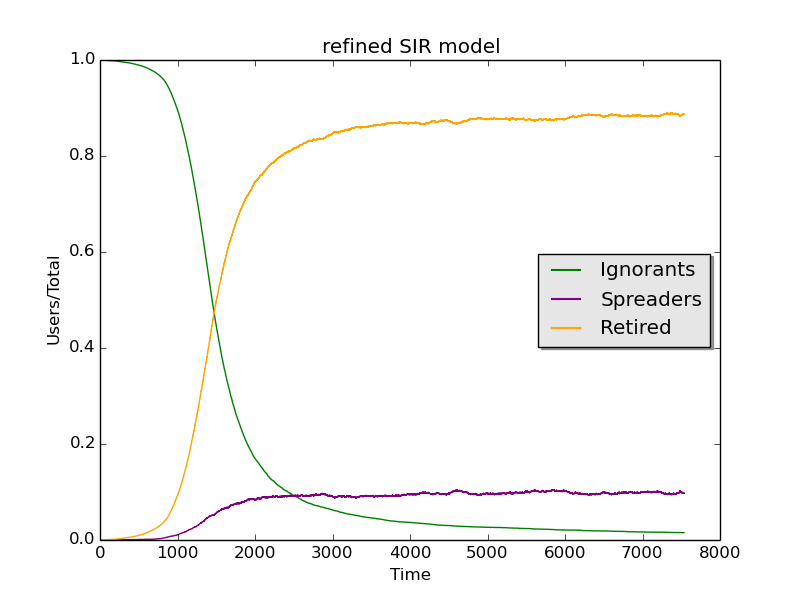 refined SIR model
1.0
0.8
0.6
0.4
0.2
0.0
Users/Total
Ignorants
Spreaders
Retired
0 1000 2000 3000 4000 5000 6000 7000 8000
Time